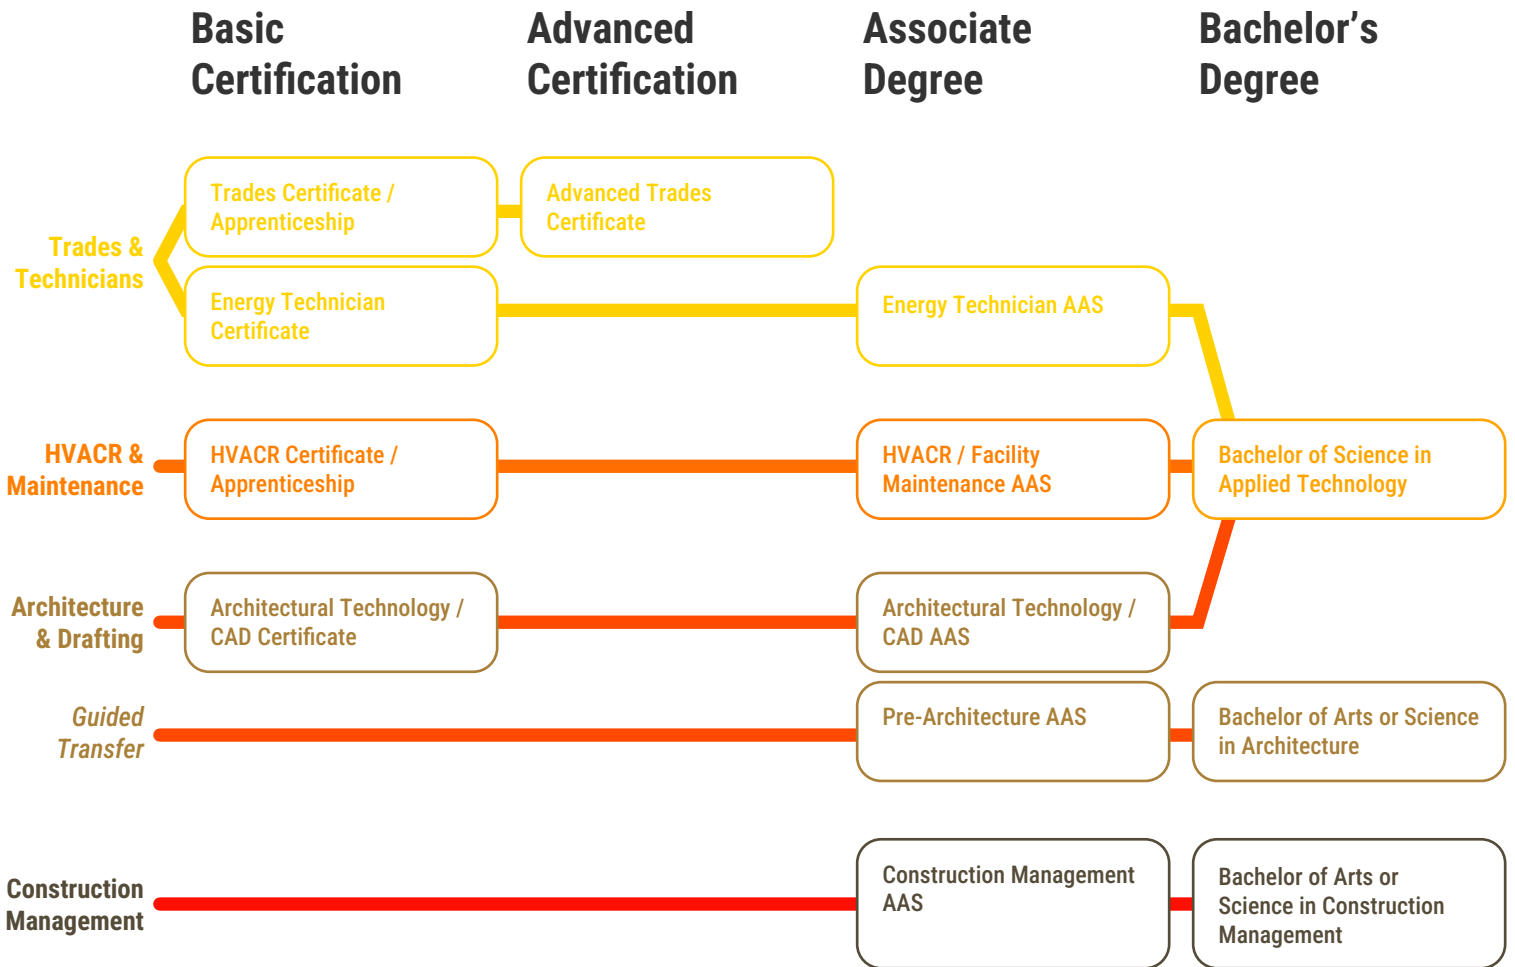 Basic
Certification
Advanced
Certification
Associate
Degree
Bachelor’s
Degree
Trades &
Technicians
Trades Certificate /
Apprenticeship
Advanced Trades
Certificate
Energy Technician
Certificate
Energy Technician AAS
HVACR &
Maintenance
HVACR Certificate /
Apprenticeship
HVACR / Facility
Maintenance AAS
Bachelor of Science in
Applied Technology
Architecture
& Drafting
Architectural Technology /
CAD Certificate
Architectural Technology /
CAD AAS
Guided
Transfer
Pre-Architecture AAS
Bachelor of Arts or Science
in Architecture
Construction
Management
Construction Management
AAS
Bachelor of Arts or
Science in Construction
Management